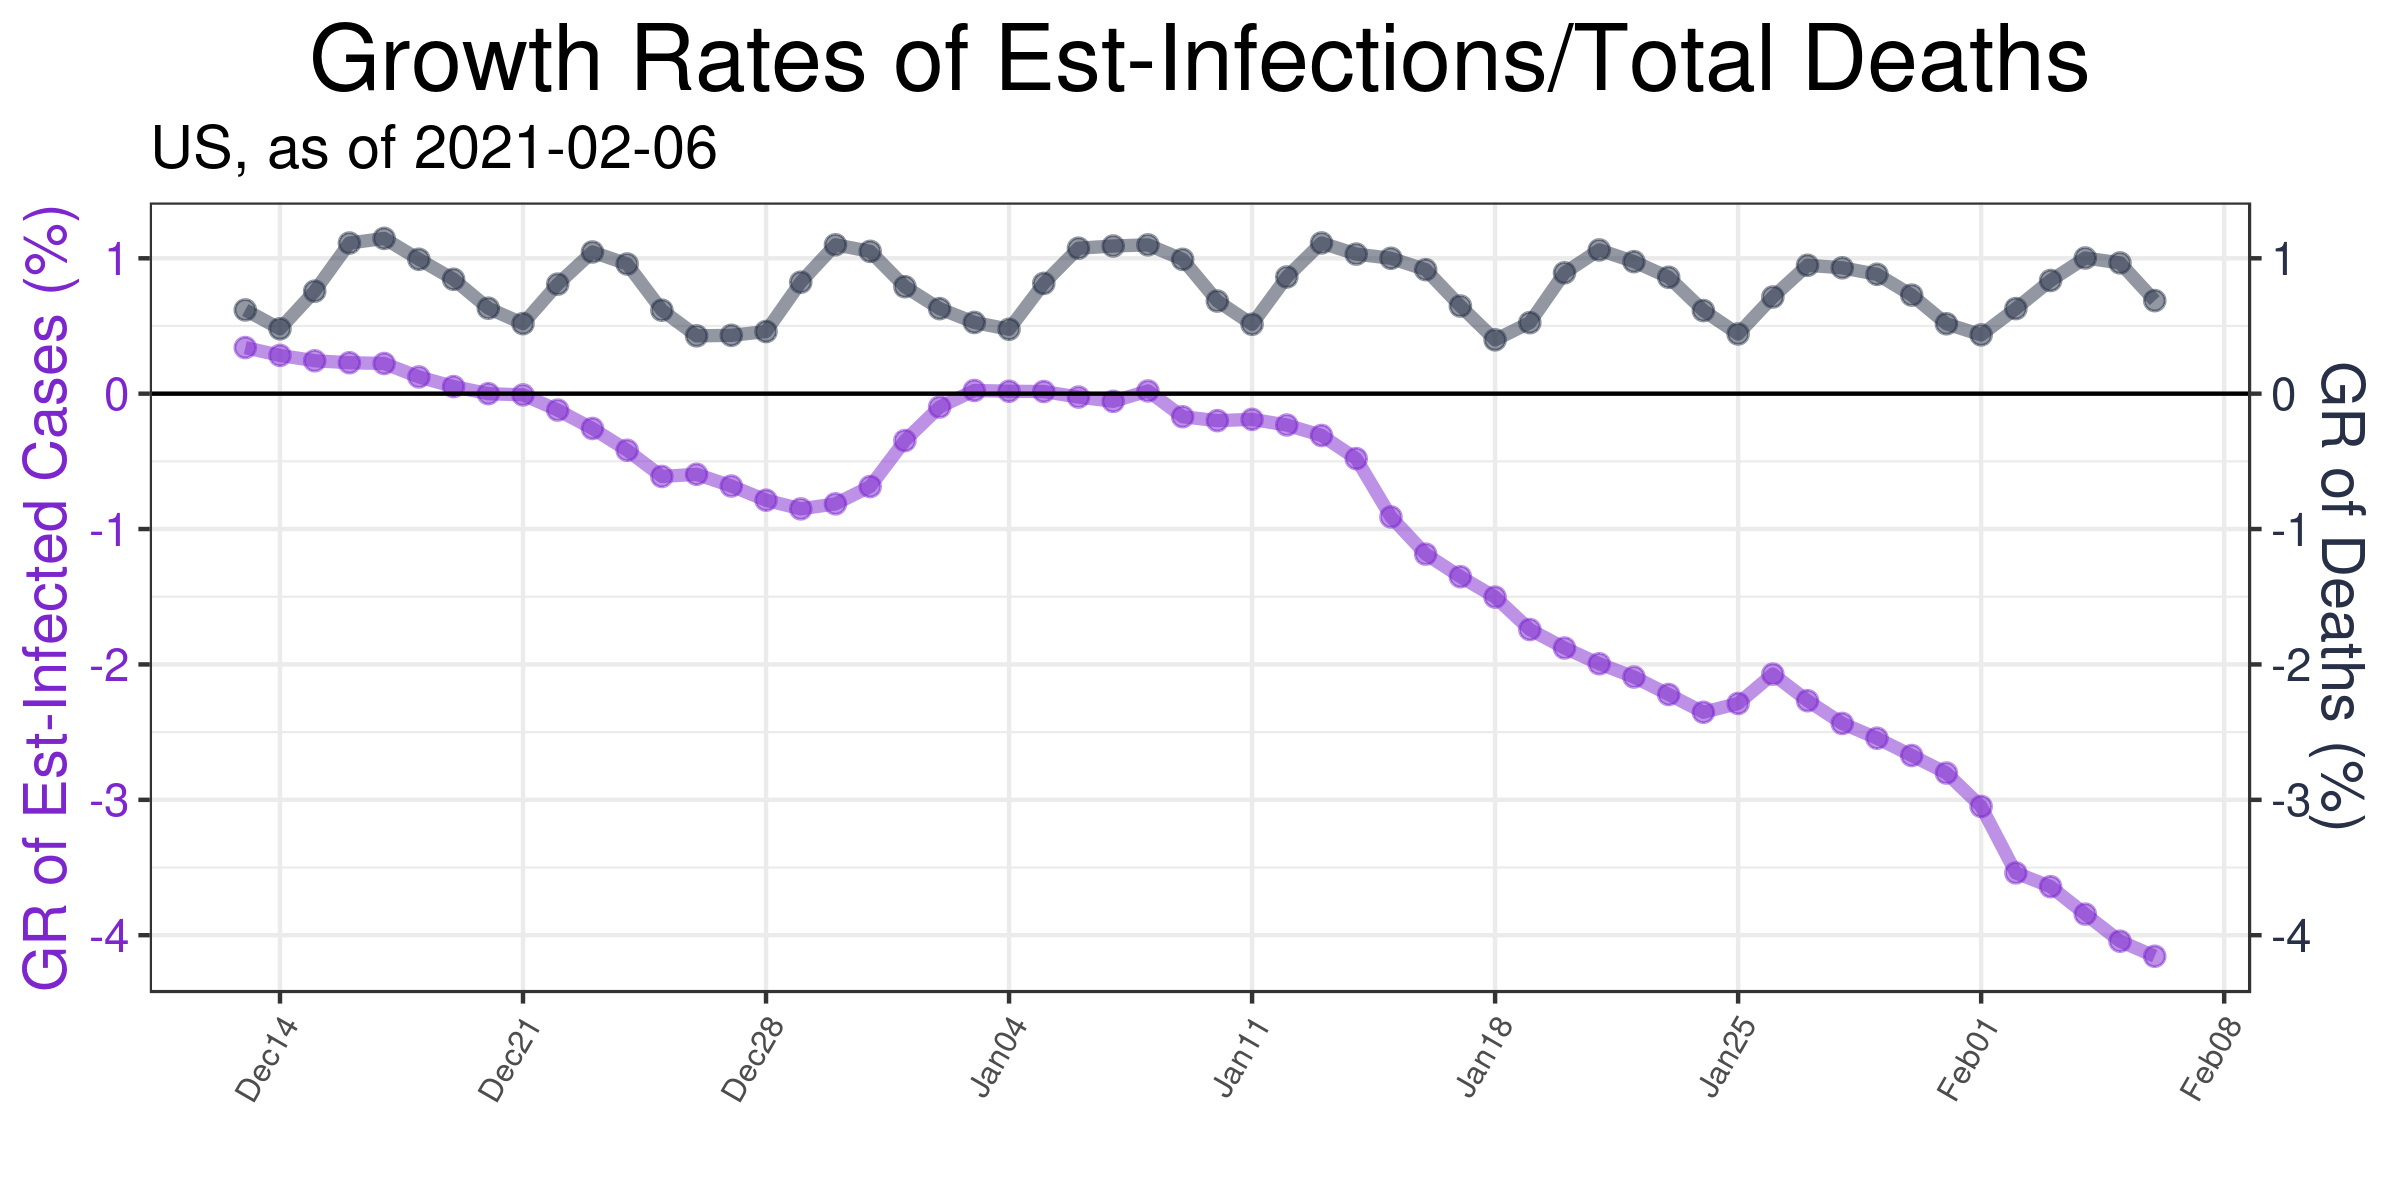 Growth Rates of Est-Infections/Total Deaths
US, as of 2021-02-06
GR of Est-Infected Cases (%)
1
0
-1
-2
-3
-4
1
0
-1
-2
-3
-4
GR of Deaths (%)
Dec14
Dec21
Dec28
Jan04
Jan11
Jan18
Jan25
Feb01
Feb08